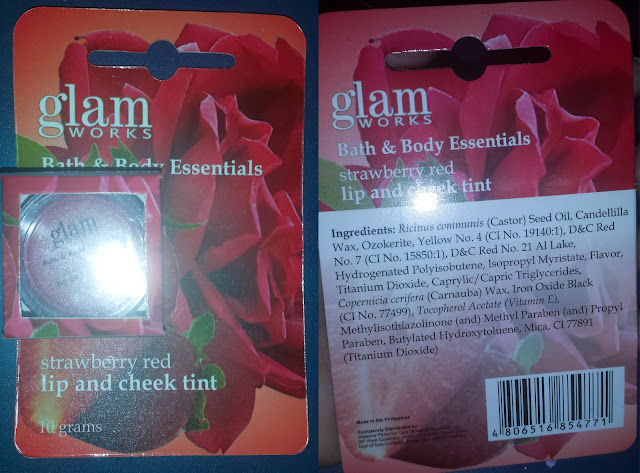 glam
WORKS
Bath & Body Essentials
glam
strawberry red
lip and cheek tint
10 grams
glam
WORKS
Bath & Body Essentials
strawberry red
lip and cheek tint
Ingredients: Ricinus communis (Castor) Seed Oil, Candellilla
Wax, Ozokerite, Yellow No. 4 (CI No. 19140:1), D&C Red
No. 7 (CI No. 15850:1), D&C Red No. 21 Al Lake,
Hydrogenated Polyisobutene, Isopropyl Myristate, Flavor,
Titanium Dioxide, Caprylic/Capric Triglycerides,
Copernicia cerifera (Carnauba) Wax, Iron Oxide Black
(CI No. 77499), Tocopherol Acetate (Vitamin E),
Methylisothiazolinone (and) Methyl Paraben (and) Propyl
Paraben, Butylated Hydroxytoluene, Mica, CI 77891
(Titanium Dioxide)
Made in the Philippines
Exclusively Distributed by
4 806516 854771